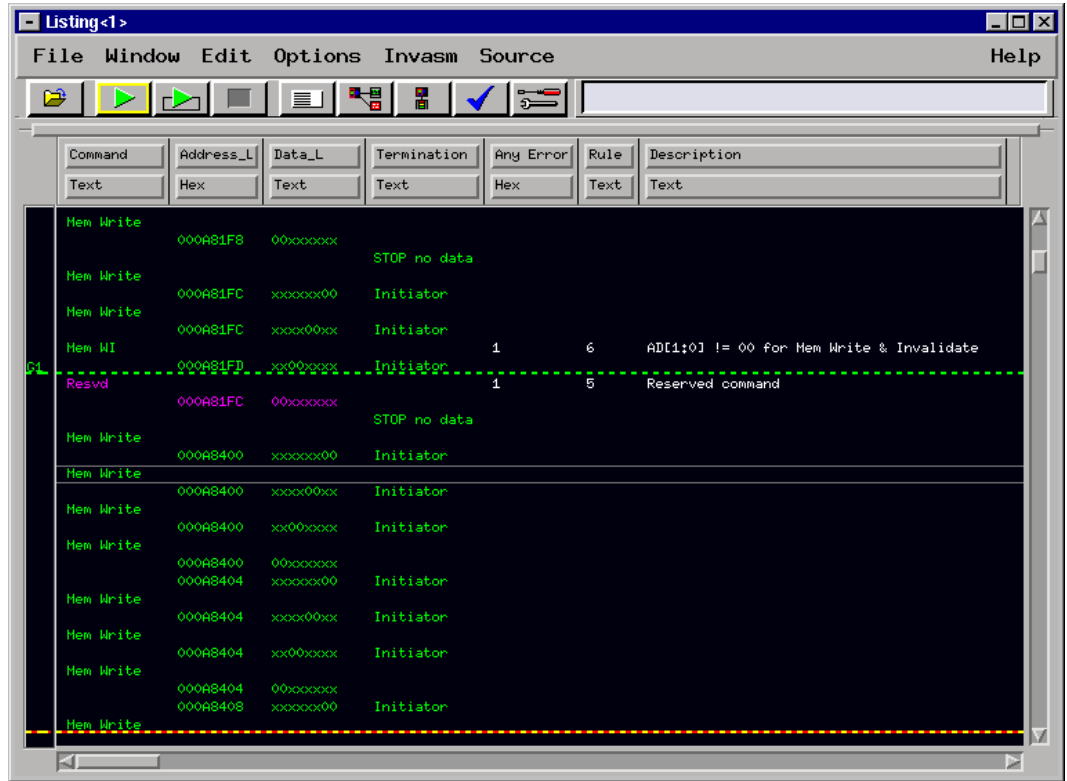 Listing<1>
File Window Edit Options Invasm Source Help
Command Address_L Data_L Termination Any Error Rule Description
Text Hex Text Text Hex Text Text
Mem Write
000A81F8 00xxxxxx
STOP no data
Mem Write
000A81FC xxxxxx00 Initiator
Mem Write
000A81FC xxxx00xx Initiator
Mem WI 1 6 AD[1:0] != 00 for Mem Write & Invalidate
G1 000A81FD xx00xxxx Initiator
Resvd 1 5 Reserved command
000A81FC 00xxxxxx
STOP no data
Mem Write
000A8400 xxxxxx00 Initiator
Mem Write
000A8400 xxxx00xx Initiator
Mem Write
000A8400 xx00xxxx Initiator
Mem Write
000A8400 00xxxxxx
000A8404 xxxxxx00 Initiator
Mem Write
000A8404 xxxx00xx Initiator
Mem Write
000A8404 xx00xxxx Initiator
Mem Write
000A8404 00xxxxxx
000A8408 xxxxxx00 Initiator
Mem Write